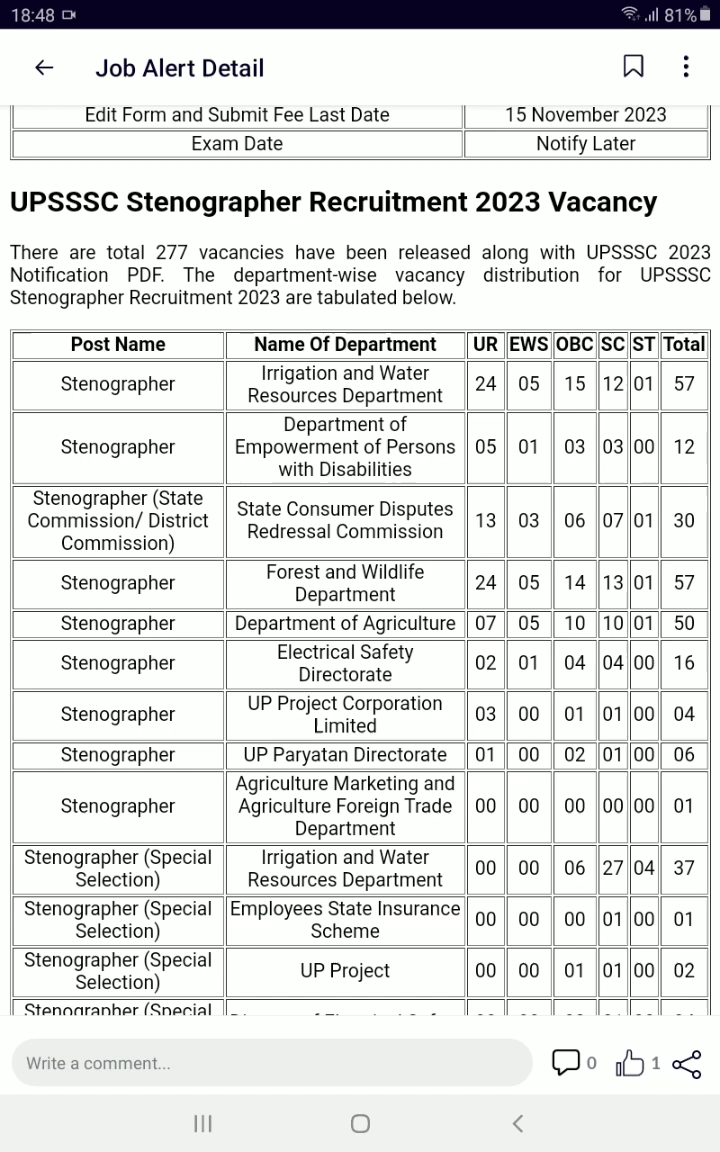 18:48 81%
Job Alert Detail
Edit Form and Submit Fee Last Date 15 November 2023
Exam Date Notify Later
UPSSSC Stenographer Recruitment 2023 Vacancy
There are total 277 vacancies have been released along with UPSSSC 2023
Notification PDF. The department-wise vacancy distribution for UPSSSC
Stenographer Recruitment 2023 are tabulated below.
Post Name Name Of Department UR EWS OBC SC ST Total
Stenographer Irrigation and Water Resources Department 24 05 15 12 01 57
Stenographer Department of Empowerment of Persons with Disabilities 05 01 03 03 00 12
Stenographer (State Commission/ District Commission) State Consumer Disputes Redressal Commission 13 03 06 07 01 30
Stenographer Forest and Wildlife Department 24 05 14 13 01 57
Stenographer Department of Agriculture 07 05 10 10 01 50
Stenographer Electrical Safety Directorate 02 01 04 04 00 16
Stenographer UP Project Corporation Limited 03 00 01 01 00 04
Stenographer UP Paryatan Directorate 01 00 02 01 00 06
Stenographer Agriculture Marketing and Agriculture Foreign Trade Department 00 00 00 00 00 01
Stenographer (Special Selection) Irrigation and Water Resources Department 00 00 06 27 04 37
Stenographer (Special Selection) Employees State Insurance Scheme 00 00 00 01 00 01
Stenographer (Special Selection) UP Project 00 00 01 01 00 02
Stenographer (Special
Write a comment... 0 1